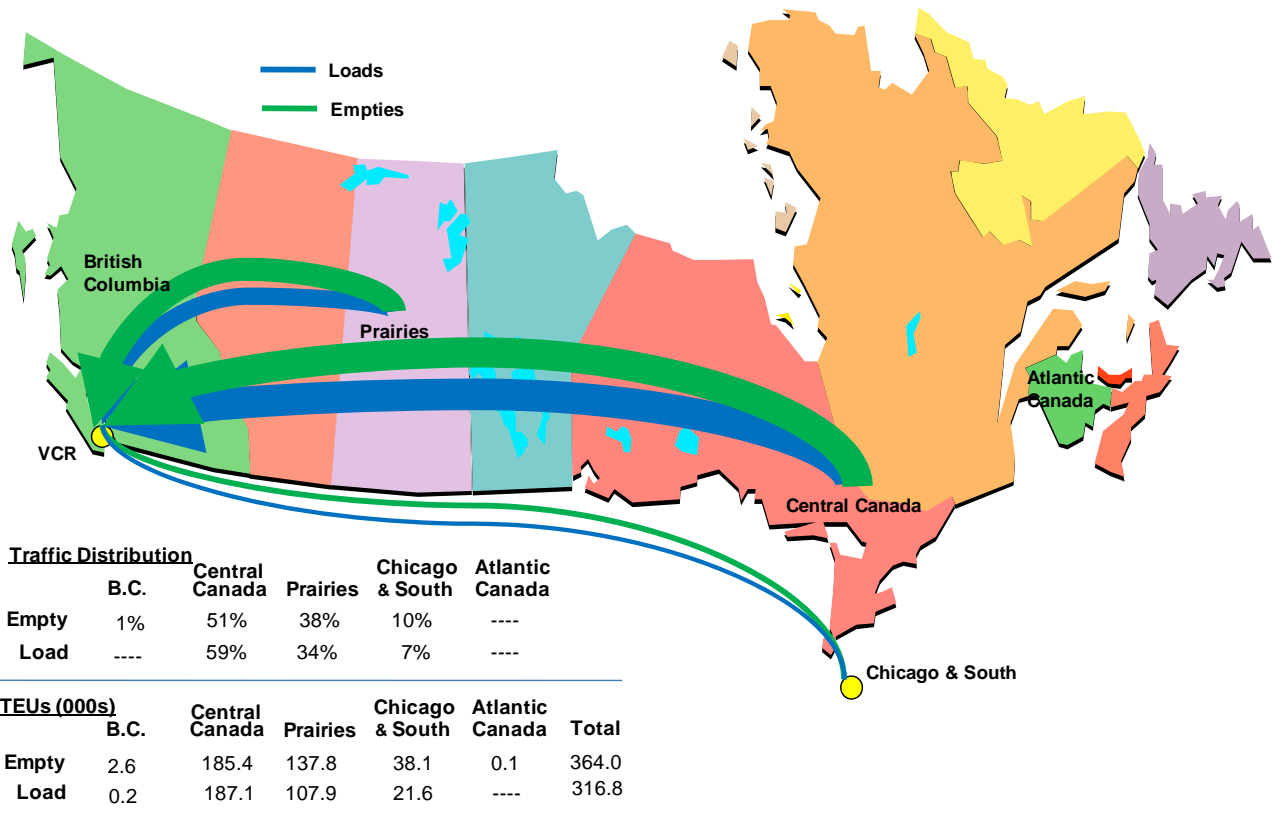 Loads
Empties
British
Columbia
Prairies
Atlantic
Canada
VCR
Central Canada
Chicago & South
Traffic Distribution
B.C. Central Canada Prairies Chicago & South Atlantic Canada
Empty 1% 51% 38% 10% ----
Load ---- 59% 34% 7% ----
TEUs (000s)
B.C. Central Canada Prairies Chicago & South Atlantic Canada Total
Empty 2.6 185.4 137.8 38.1 0.1 364.0
Load 0.2 187.1 107.9 21.6 ---- 316.8